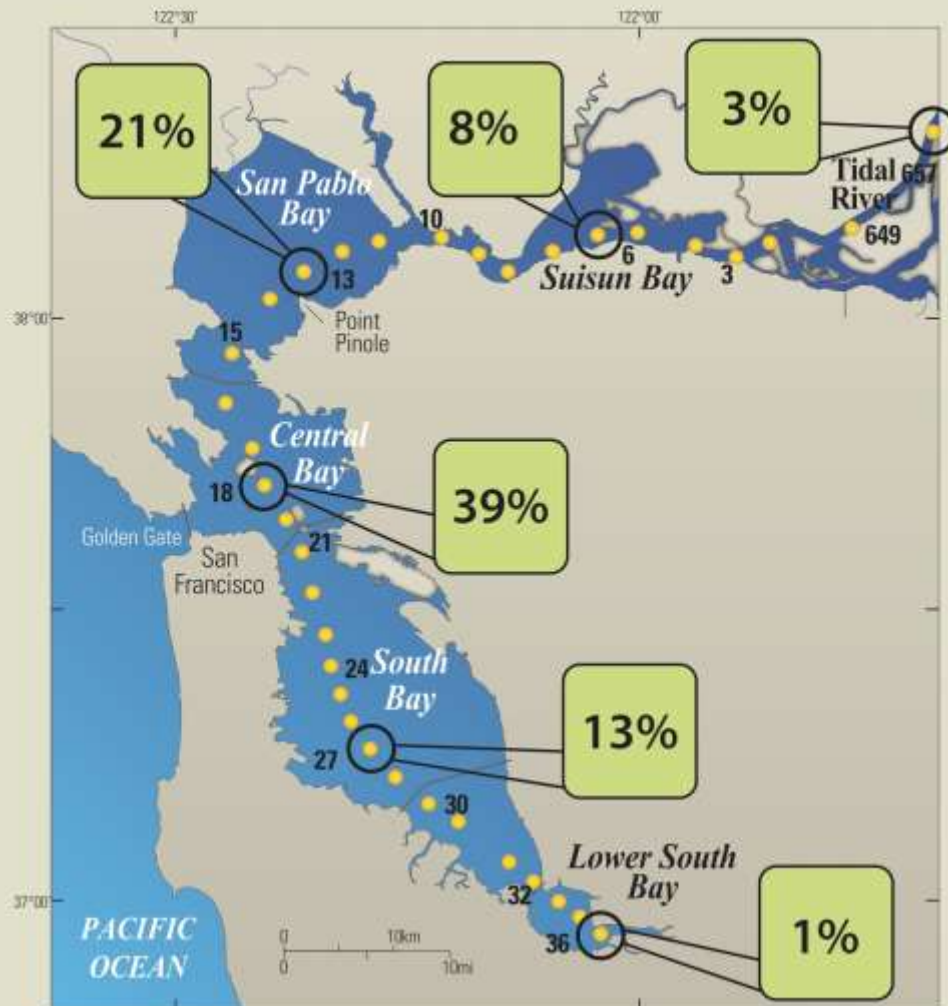 122°30'
122°00'
21%
8%
3%
San Pablo
Bay
Tidal
River
657
649
10
6
3
Suisun Bay
13
Point
Pinole
38°00'
15
Central
Bay
18
39%
Golden Gate
San
Francisco
21
24
South
Bay
13%
27
30
Lower South
Bay
32
37°00'
36
1%
PACIFIC
OCEAN
0 10km
0 10mi